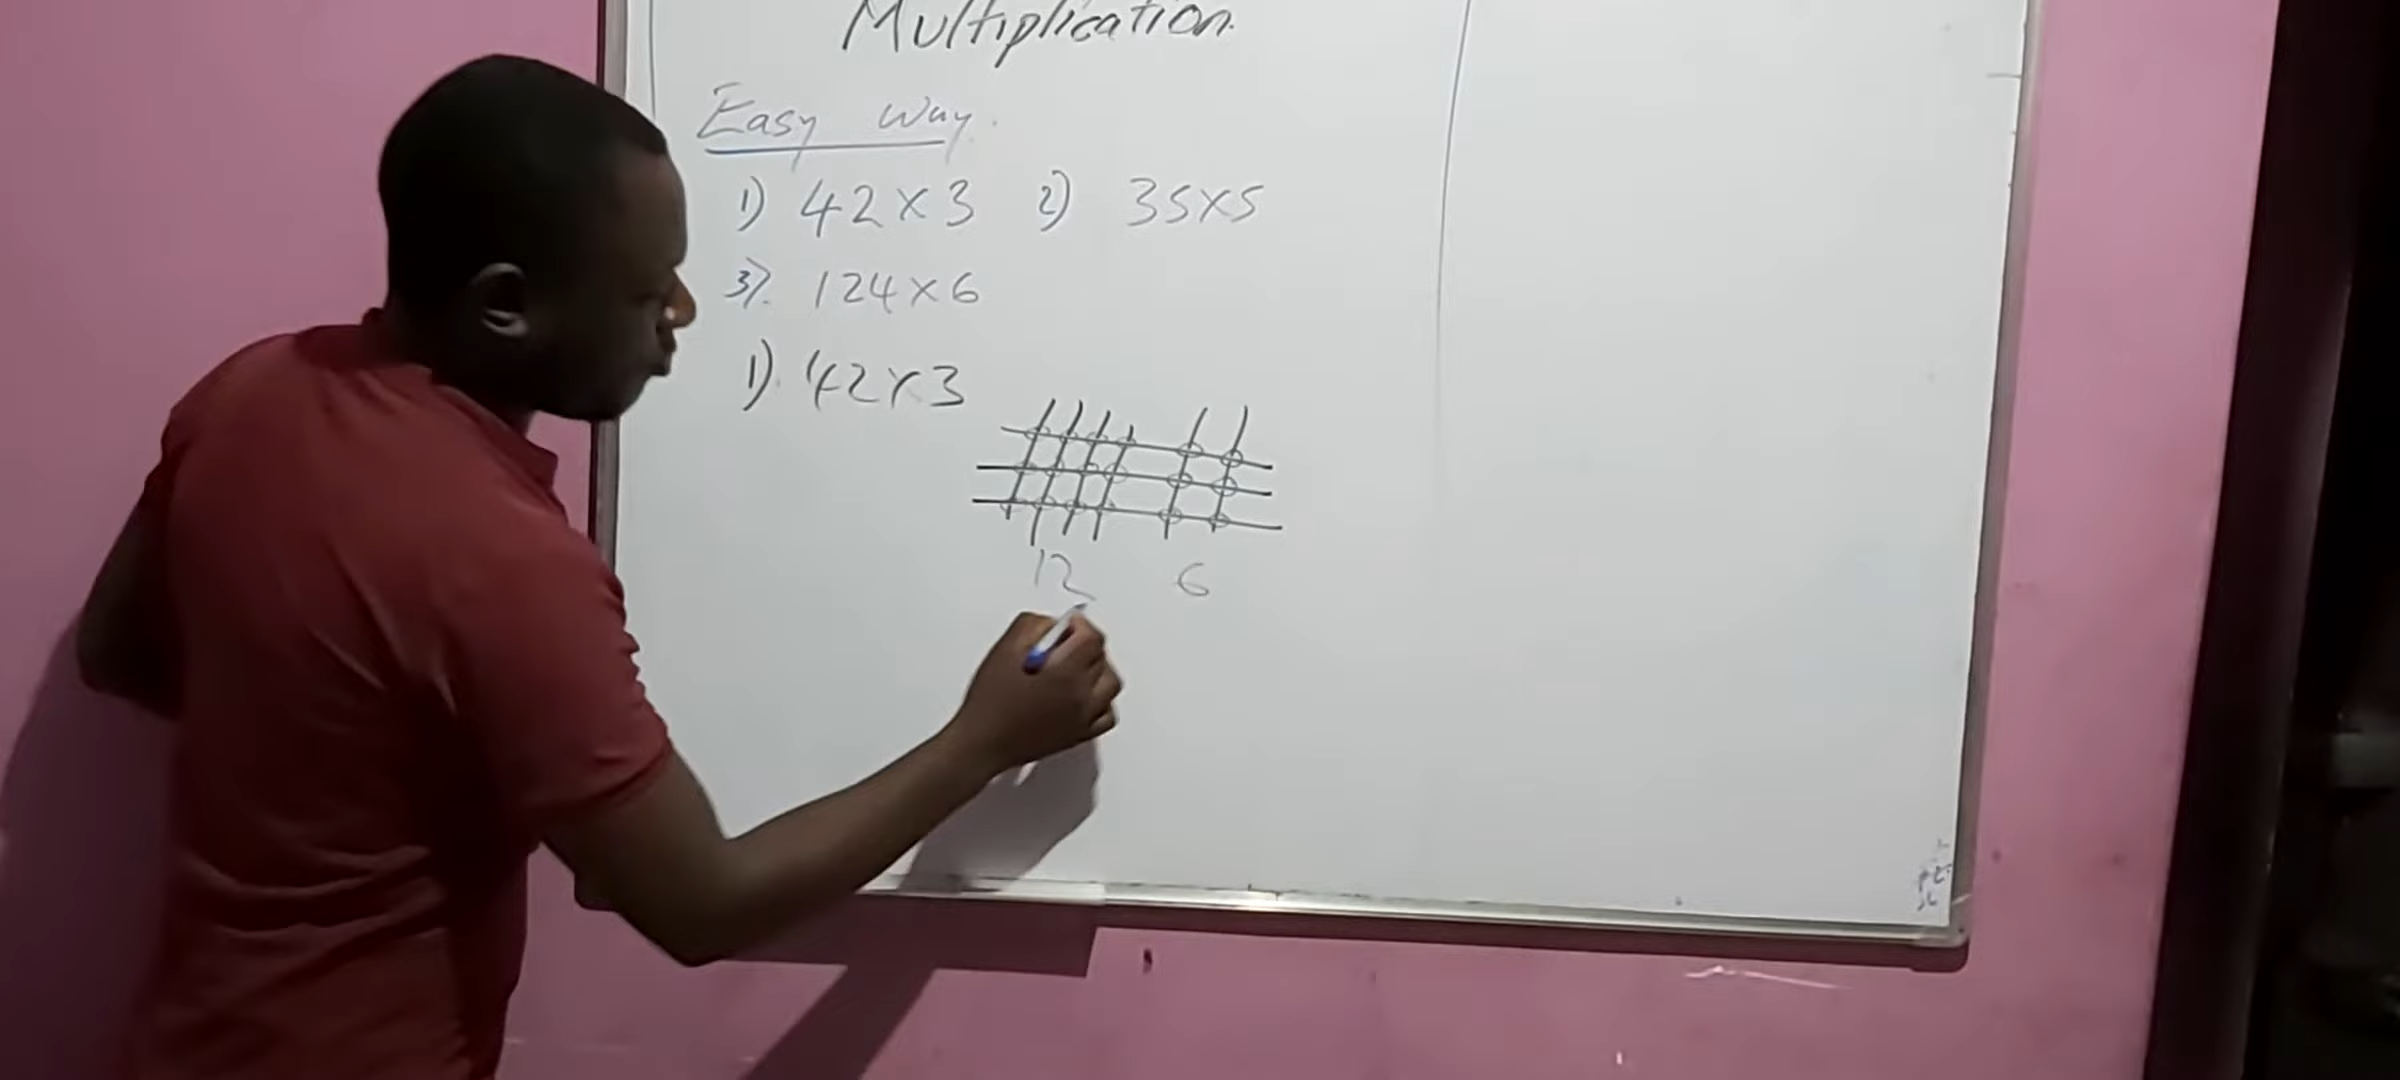 Multiplication.
Easy Way.
1) 42×3 2) 35×5
3). 124×6
1). 42×3
12 6